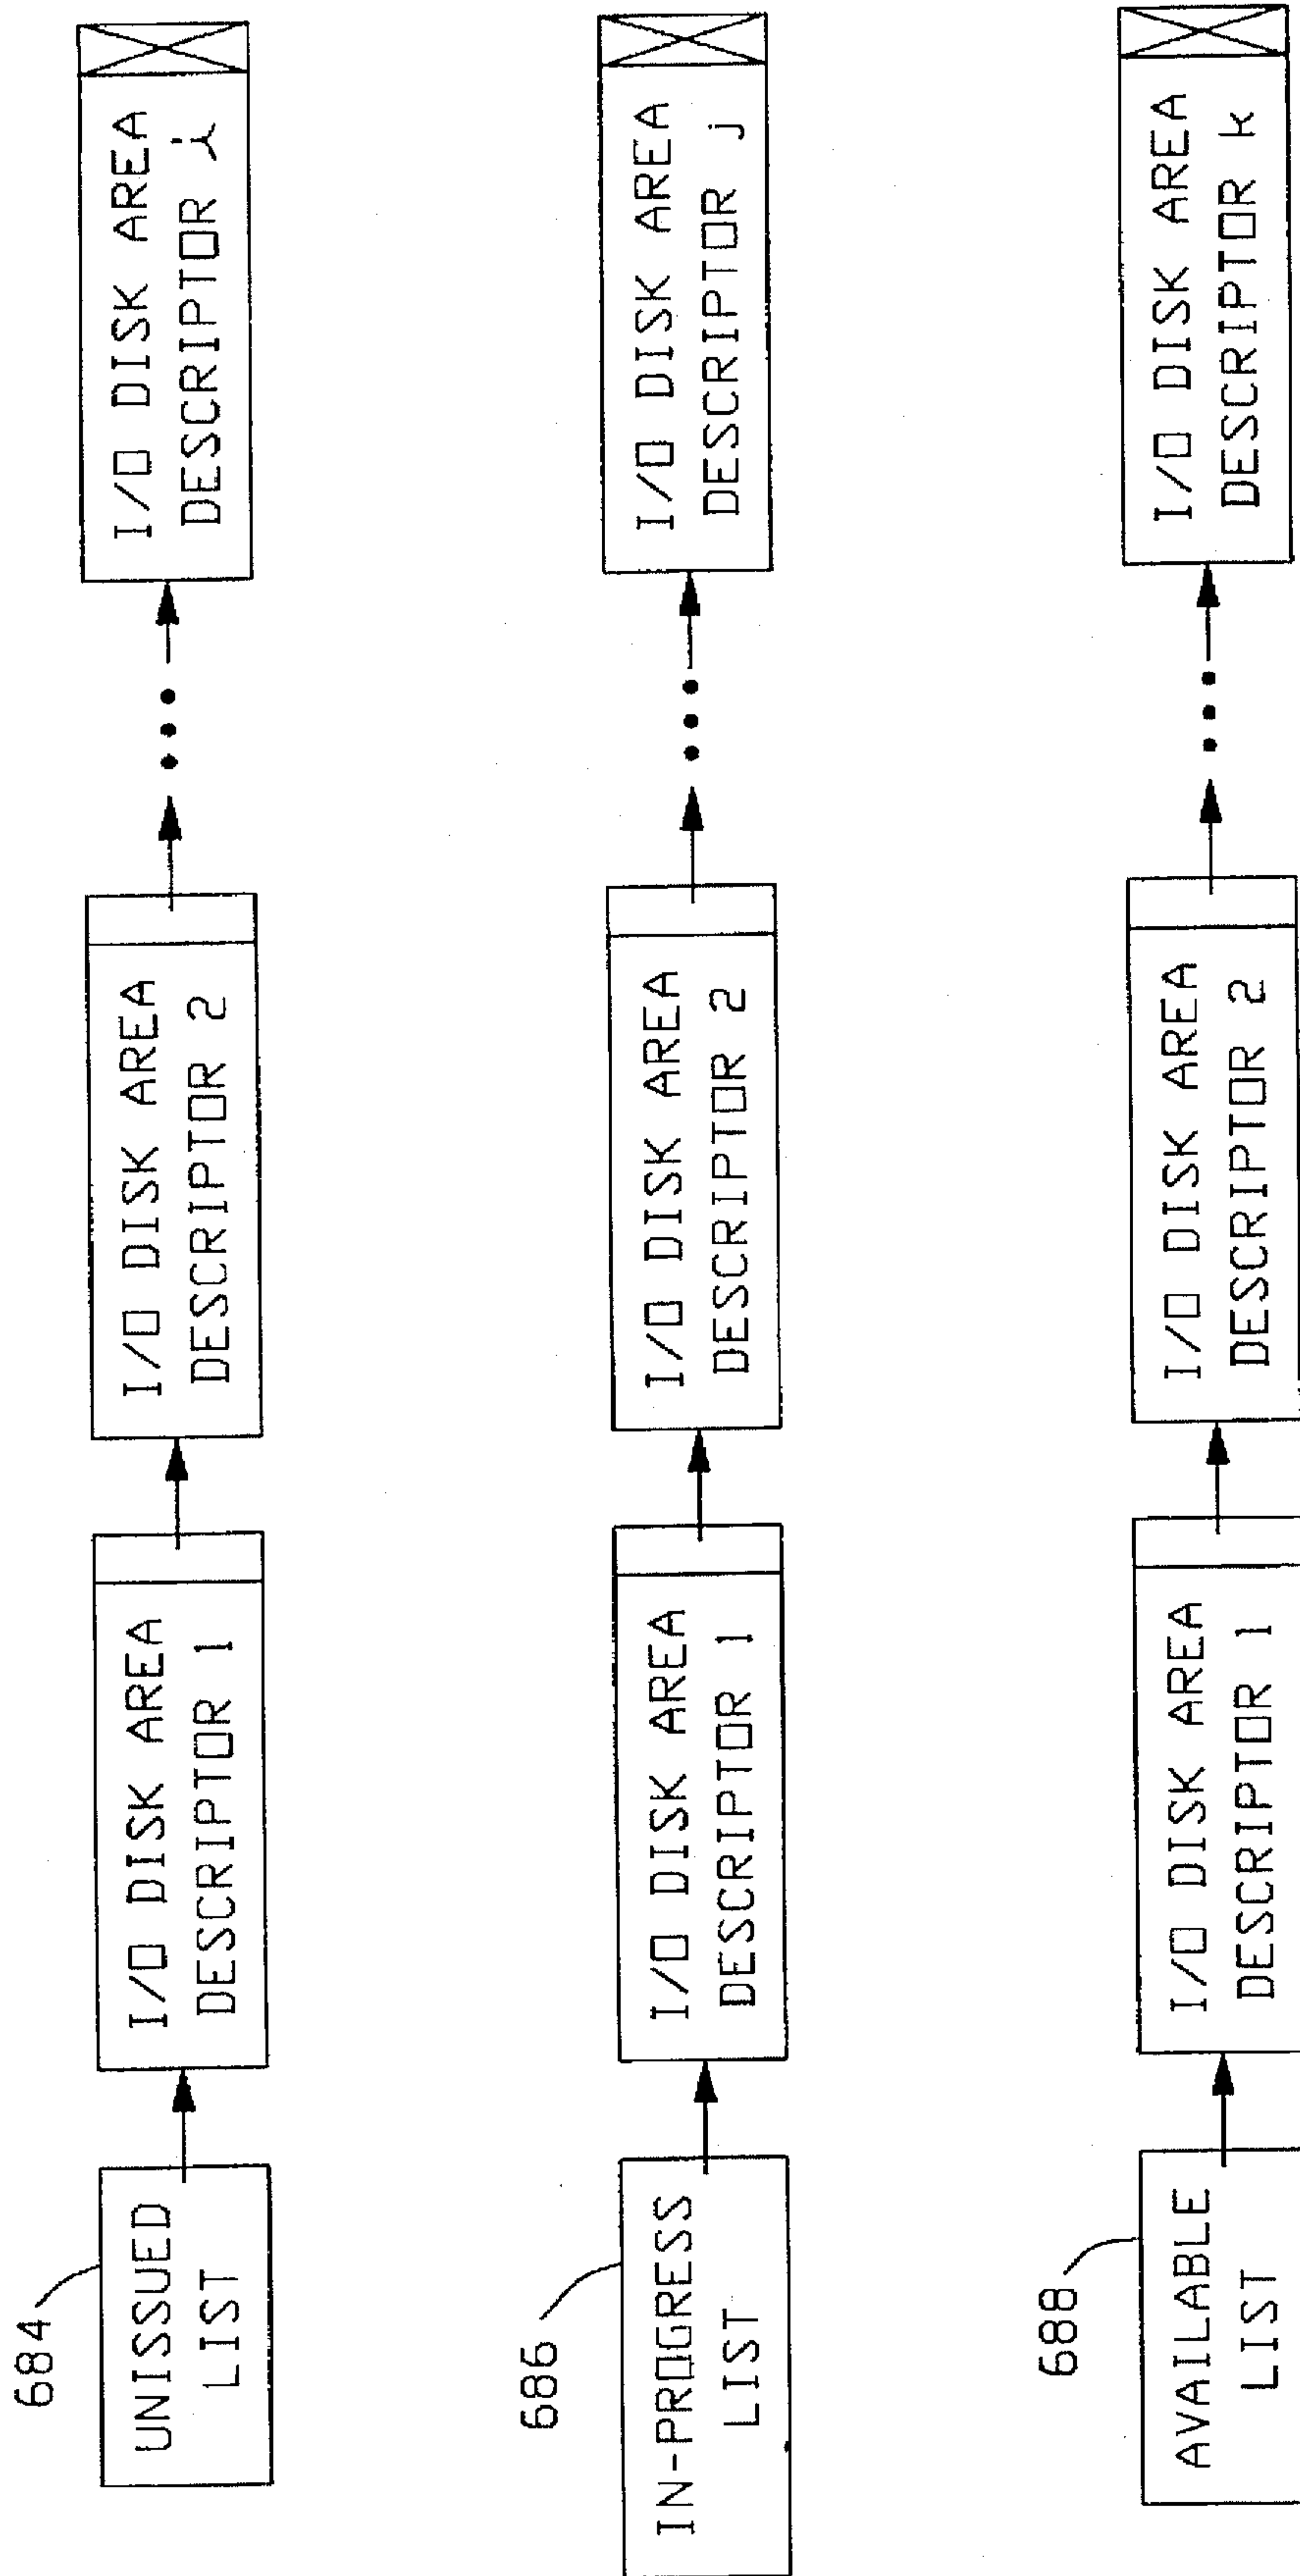 684
UNISSUED
LIST
I/O DISK AREA
DESCRIPTOR 1
I/O DISK AREA
DESCRIPTOR 2
I/O DISK AREA
DESCRIPTOR i
686
IN-PROGRESS
LIST
I/O DISK AREA
DESCRIPTOR 1
I/O DISK AREA
DESCRIPTOR 2
I/O DISK AREA
DESCRIPTOR j
688
AVAILABLE
LIST
I/O DISK AREA
DESCRIPTOR 1
I/O DISK AREA
DESCRIPTOR 2
I/O DISK AREA
DESCRIPTOR k